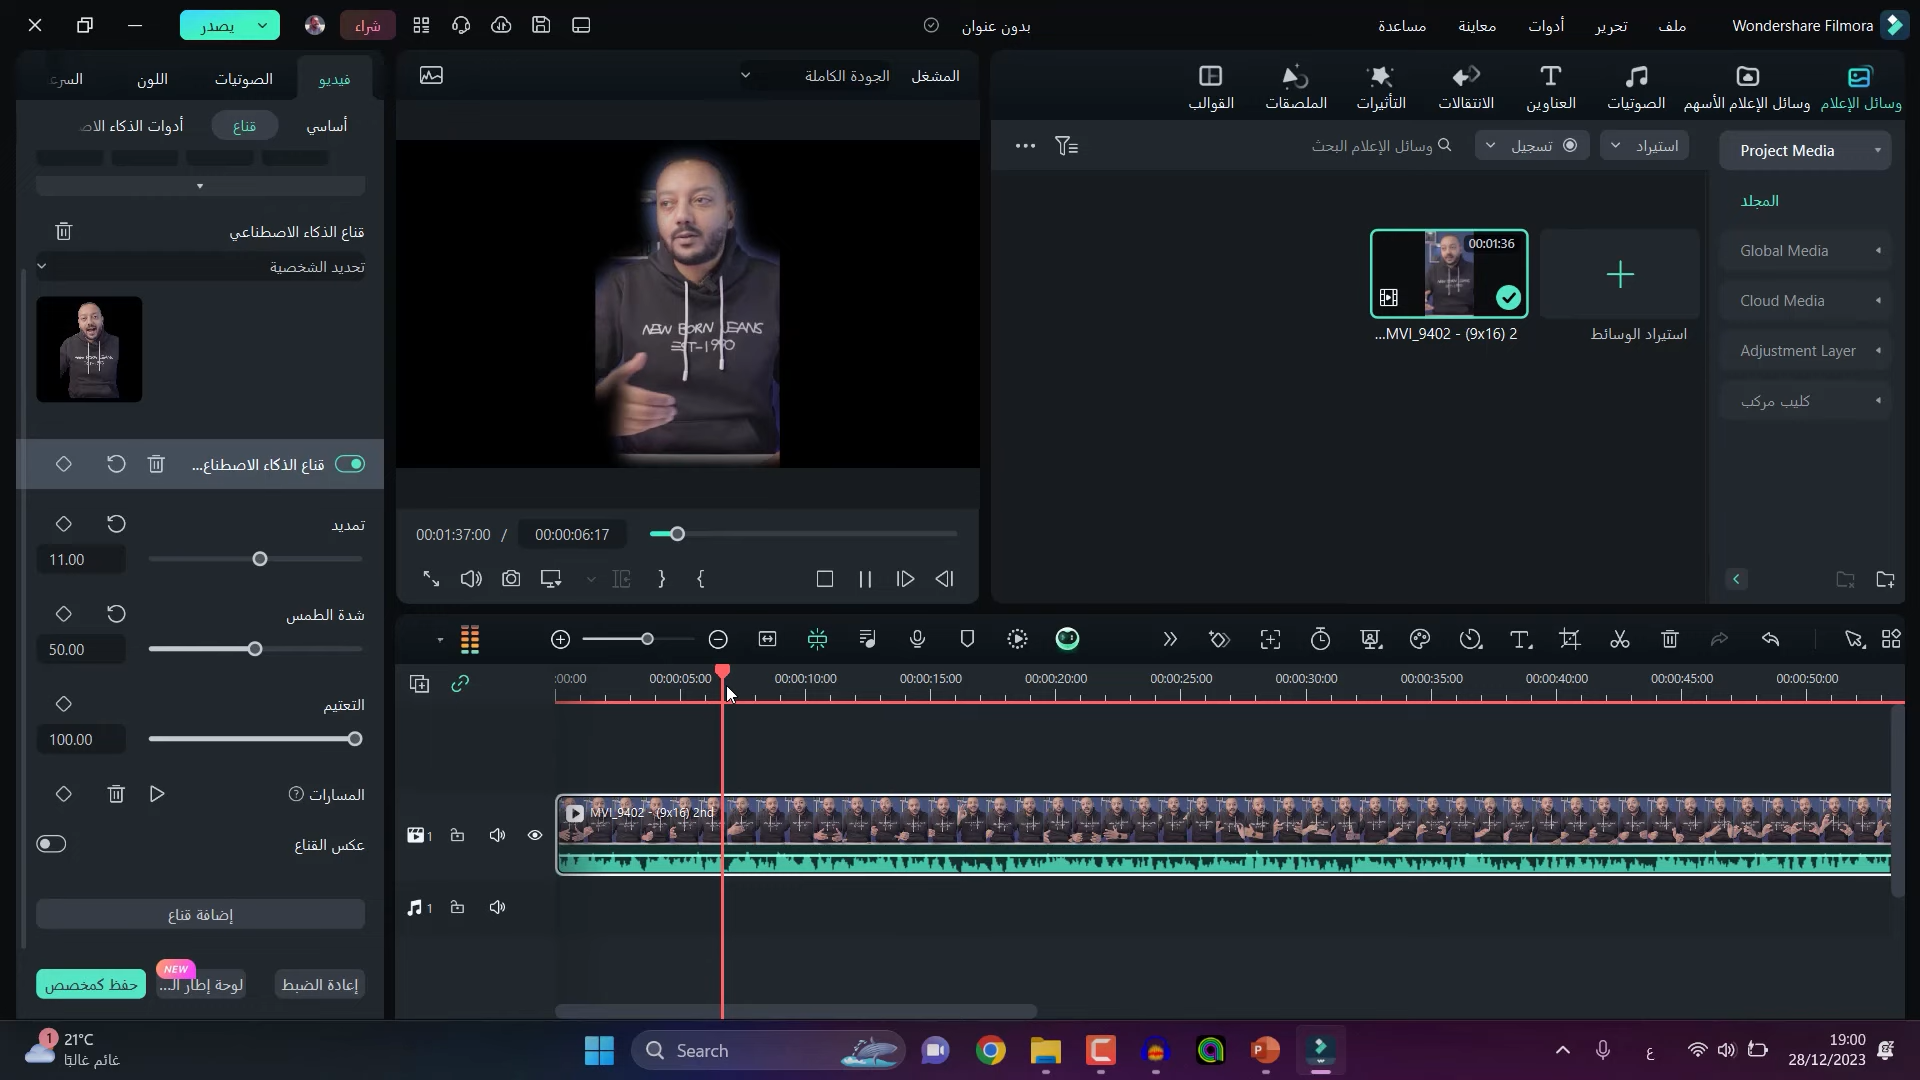 Wondershare Filmora
ملف
تحرير
أدوات
معاينة
مساعدة
بدون عنوان
شراء
يصدر
وسائل الإعلام
وسائل الإعلام الأسهم
الصوتيات
العناوين
الانتقالات
التأثيرات
الملصقات
القوالب
المشغل
الجودة الكاملة
فيديو
الصوتيات
اللون
أساسي
قناع
أدوات الذكاء الاص
Project Media
استيراد
تسجيل
وسائل الإعلام البحث
المجلد
Global Media
Cloud Media
Adjustment Layer
كليب مركب
00:01:36
استيراد الوسائط
MVI_9402 - (9x16) 2...
NEW BORN JEANS
EST-1990
قناع الذكاء الاصطناعي
تحديد الشخصية
قناع الذكاء الاصطناع...
تمديد
11.00
شدة الطمس
50.00
التعتيم
100.00
المسارات
عكس القناع
إضافة قناع
إعادة الضبط
لوحة إطار الـ...
NEW
حفظ كمخصص
00:01:37:00 / 00:00:06:17
:00:00 00:00:05:00 00:00:10:00 00:00:15:00 00:00:20:00 00:00:25:00 00:00:30:00 00:00:35:00 00:00:40:00 00:00:45:00 00:00:50:00
MVI_9402 - (9x16) 2nd
1
1
1
21°C
غائم غالبًا
Search
ع
19:00
28/12/2023